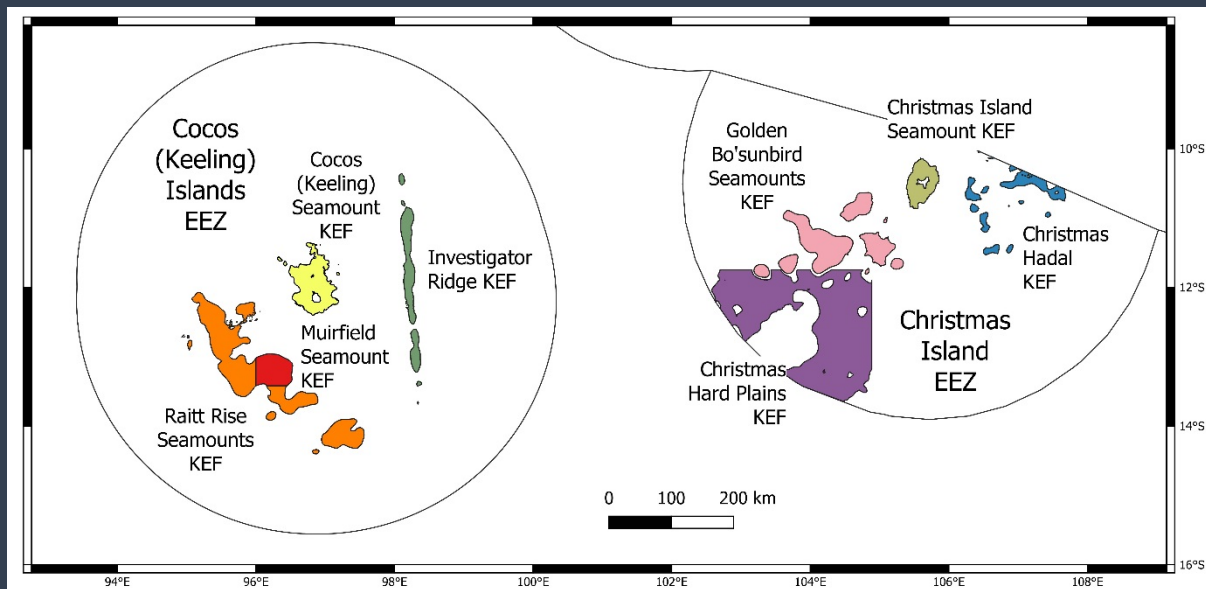 Cocos
(Keeling)
Islands
EEZ
Cocos
(Keeling)
Seamount
KEF
Investigator
Ridge KEF
Muirfield
Seamount
KEF
Raitt Rise
Seamounts
KEF
Golden
Bo'sunbird
Seamounts
KEF
Christmas Island
Seamount KEF
Christmas
Hadal
KEF
Christmas
Island
EEZ
Christmas
Hard Plains
KEF
0 100 200 km
10°S
12°S
14°S
16°S
94°E 96°E 98°E 100°E 102°E 104°E 106°E 108°E